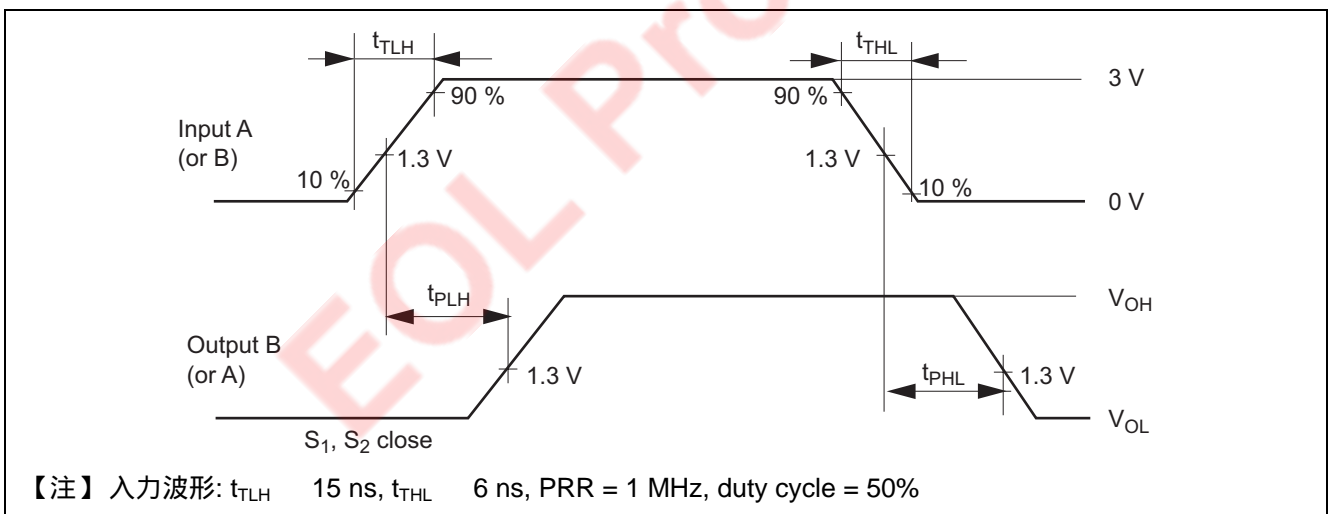 tTLH tTHL
3 V
90 % 90 %
Input A
(or B)
1.3 V 1.3 V
10 % 10 %
0 V
tPLH
VOH
Output B
(or A)
1.3 V tPHL 1.3 V
VOL
S1, S2 close
【注】入力波形: tTLH 15 ns, tTHL 6 ns, PRR = 1 MHz, duty cycle = 50%
EOL Pro